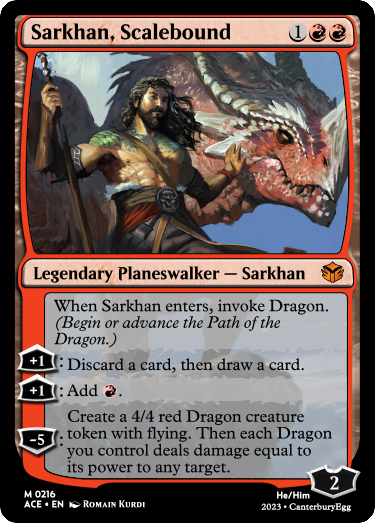 Sarkhan, Scalebound 1
Legendary Planeswalker — Sarkhan
When Sarkhan enters, invoke Dragon.
(Begin or advance the Path of the
Dragon.)
+1: Discard a card, then draw a card.
+1: Add .
Create a 4/4 red Dragon creature
token with flying. Then each Dragon
-5: you control deals damage equal to
its power to any target.
2
M 0216 He/Him
ACE • EN Romain Kurdi 2023 • CanterburyEgg